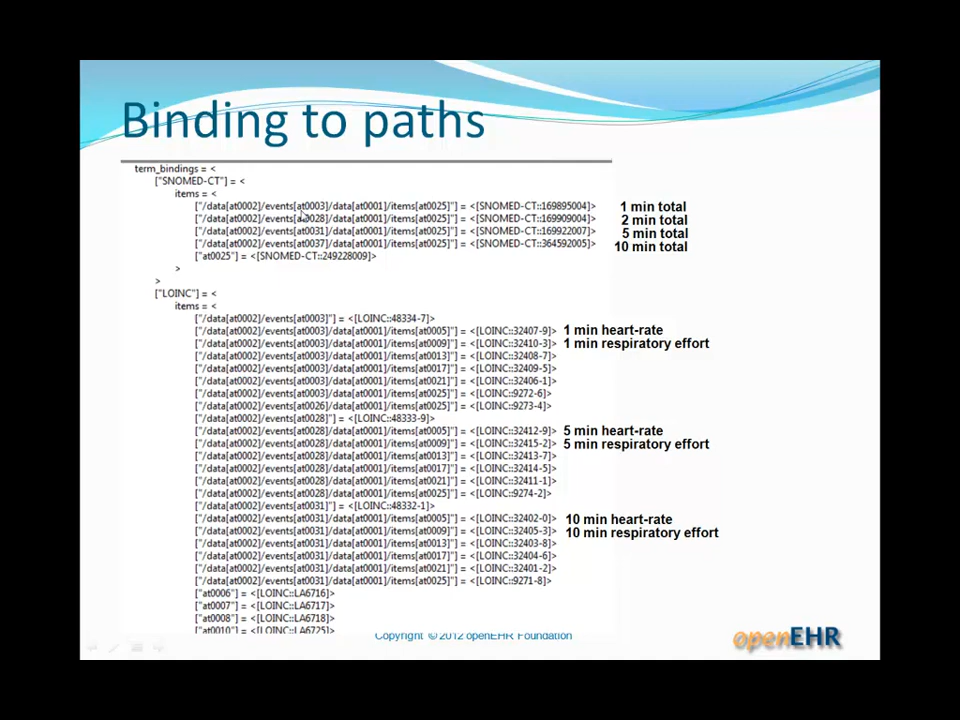 Binding to paths
term_bindings = <
["SNOMED-CT"] = <
items = <
["/data[at0002]/events[at0003]/data[at0001]/items[at0025]"] = <[SNOMED-CT::169895004]> 1 min total
["/data[at0002]/events[at0028]/data[at0001]/items[at0025]"] = <[SNOMED-CT::169909004]> 2 min total
["/data[at0002]/events[at0031]/data[at0001]/items[at0025]"] = <[SNOMED-CT::169922007]> 5 min total
["/data[at0002]/events[at0037]/data[at0001]/items[at0025]"] = <[SNOMED-CT::364592005]> 10 min total
["at0025"] = <[SNOMED-CT::249228009]>
>
>
["LOINC"] = <
items = <
["/data[at0002]/events[at0003]"] = <[LOINC::48334-7]>
["/data[at0002]/events[at0003]/data[at0001]/items[at0005]"] = <[LOINC::32407-9]> 1 min heart-rate
["/data[at0002]/events[at0003]/data[at0001]/items[at0009]"] = <[LOINC::32410-3]> 1 min respiratory effort
["/data[at0002]/events[at0003]/data[at0001]/items[at0013]"] = <[LOINC::32408-7]>
["/data[at0002]/events[at0003]/data[at0001]/items[at0017]"] = <[LOINC::32409-5]>
["/data[at0002]/events[at0003]/data[at0001]/items[at0021]"] = <[LOINC::32406-1]>
["/data[at0002]/events[at0003]/data[at0001]/items[at0025]"] = <[LOINC::9272-6]>
["/data[at0002]/events[at0026]/data[at0001]/items[at0025]"] = <[LOINC::9273-4]>
["/data[at0002]/events[at0028]"] = <[LOINC::48333-9]>
["/data[at0002]/events[at0028]/data[at0001]/items[at0005]"] = <[LOINC::32412-9]> 5 min heart-rate
["/data[at0002]/events[at0028]/data[at0001]/items[at0009]"] = <[LOINC::32415-2]> 5 min respiratory effort
["/data[at0002]/events[at0028]/data[at0001]/items[at0013]"] = <[LOINC::32413-7]>
["/data[at0002]/events[at0028]/data[at0001]/items[at0017]"] = <[LOINC::32414-5]>
["/data[at0002]/events[at0028]/data[at0001]/items[at0021]"] = <[LOINC::32411-1]>
["/data[at0002]/events[at0028]/data[at0001]/items[at0025]"] = <[LOINC::9274-2]>
["/data[at0002]/events[at0031]"] = <[LOINC::48332-1]>
["/data[at0002]/events[at0031]/data[at0001]/items[at0005]"] = <[LOINC::32402-0]> 10 min heart-rate
["/data[at0002]/events[at0031]/data[at0001]/items[at0009]"] = <[LOINC::32405-3]> 10 min respiratory effort
["/data[at0002]/events[at0031]/data[at0001]/items[at0013]"] = <[LOINC::32403-8]>
["/data[at0002]/events[at0031]/data[at0001]/items[at0017]"] = <[LOINC::32404-6]>
["/data[at0002]/events[at0031]/data[at0001]/items[at0021]"] = <[LOINC::32401-2]>
["/data[at0002]/events[at0031]/data[at0001]/items[at0025]"] = <[LOINC::9271-8]>
["at0006"] = <[LOINC::LA6716]>
["at0007"] = <[LOINC::LA6717]>
["at0008"] = <[LOINC::LA6718]>
["at0010"] = <[LOINC::LA6725]>
Copyright © 2012 openEHR Foundation
openEHR